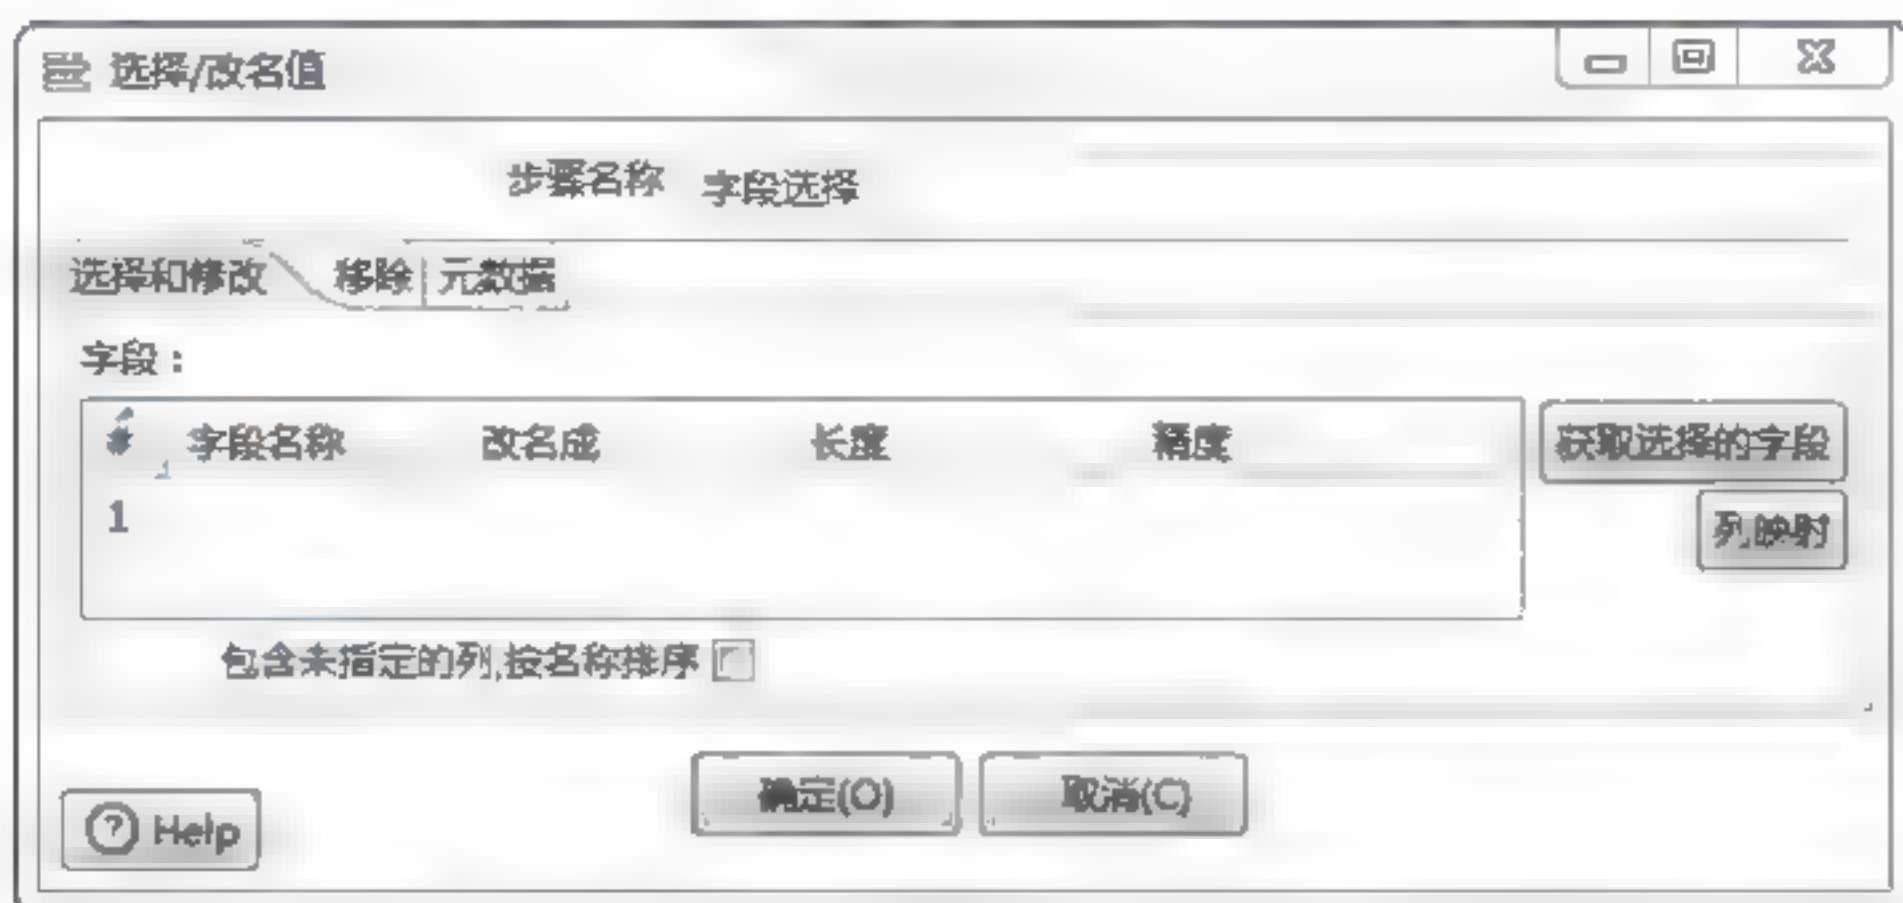 选择/改名值
步骤名称 字段选择
选择和修改 移除 元数据
字段：
# 字段名称 改名成 长度 精度
获取选择的字段
1
列映射
包含未指定的列,按名称排序
确定(O) 取消(C)
Help